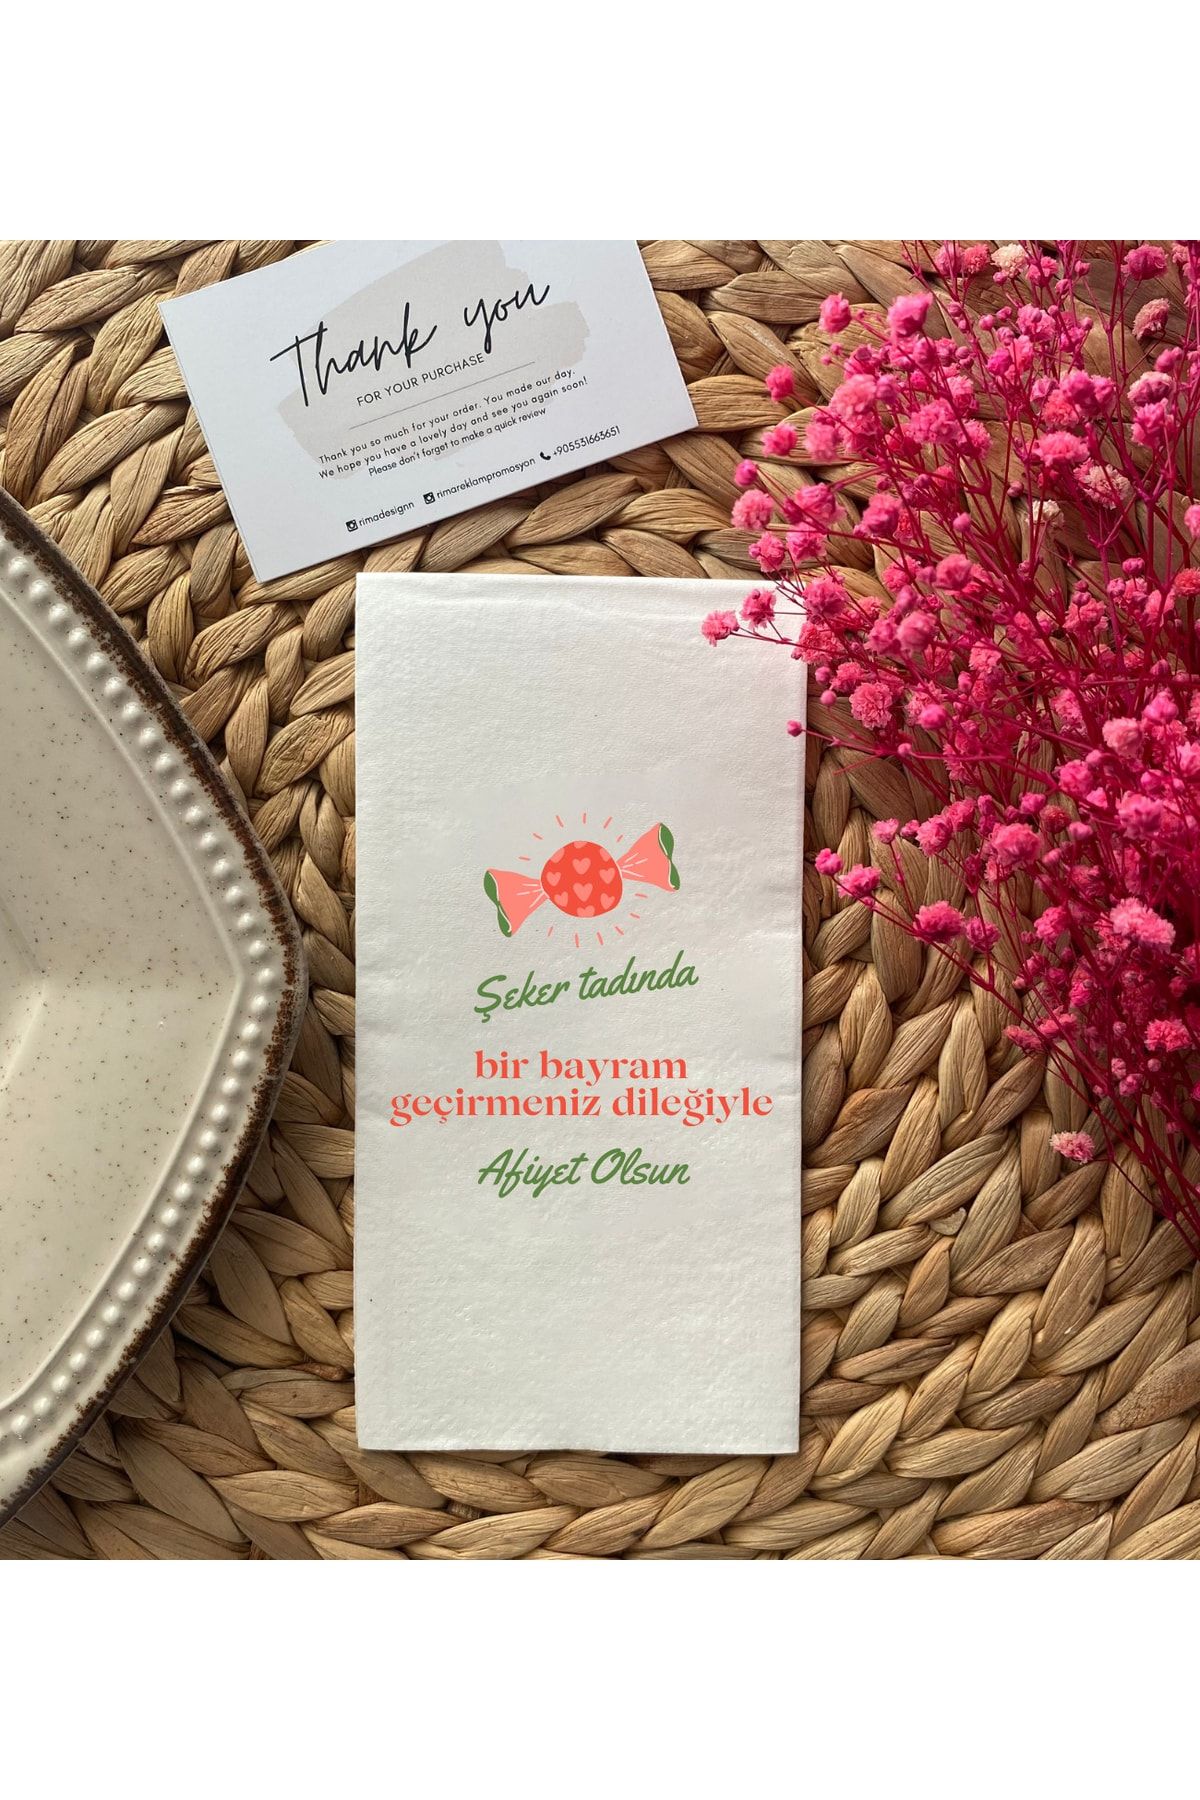 Thank you
FOR YOUR PURCHASE
Thank you so much for your order. You made our day.
We hope you have a lovely day and see you again soon!
Please don't forget to make a quick review
rimadesignn rimareklampromosyon +905531663651
Şeker tadında
bir bayram
geçirmeniz dileğiyle
Afiyet Olsun